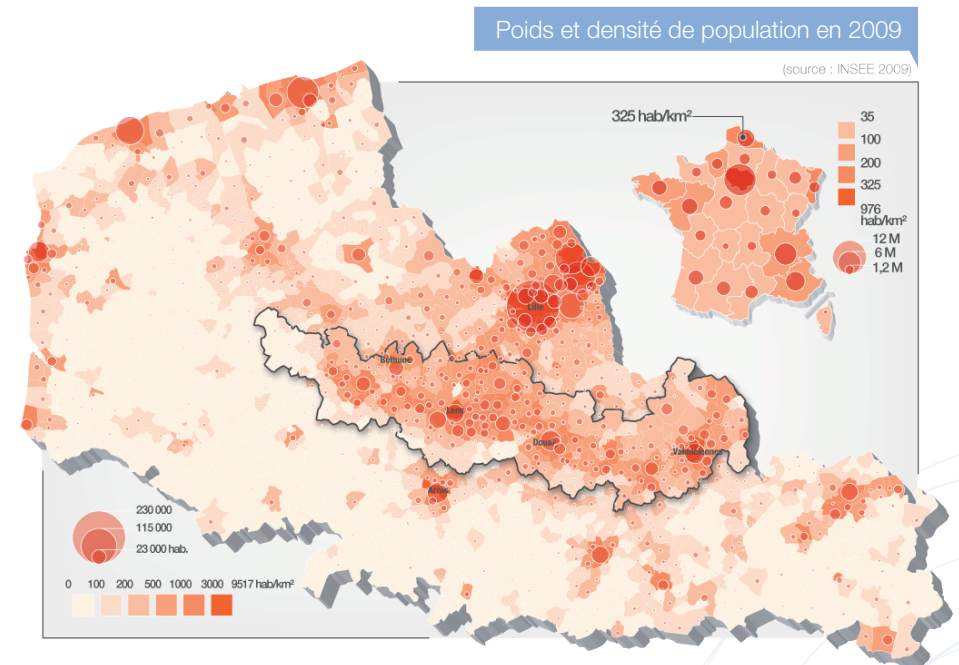 Poids et densité de population en 2009
(source : INSEE 2009)
325 hab/km²
35
100
200
325
976
hab/km²
12 M
6 M
1,2 M
Lille
Béthune
Lens
Douai
Valenciennes
Arras
230 000
115 000
23 000 hab.
0 100 200 500 1000 3000 9517 hab/km²